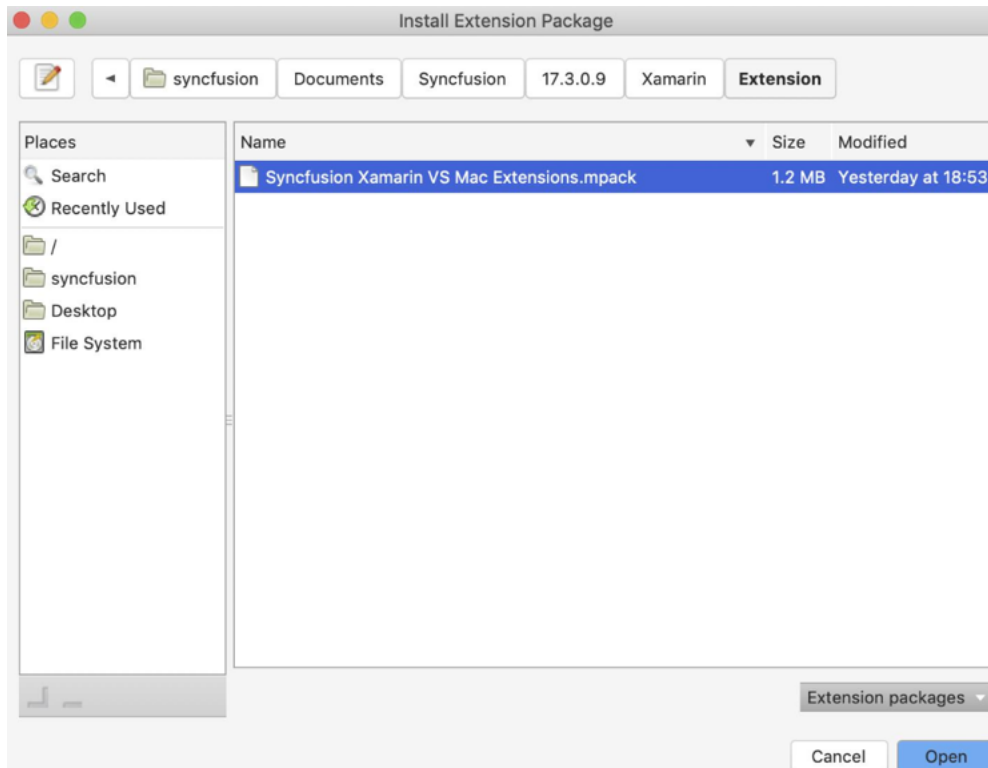 Install Extension Package
syncfusion Documents Syncfusion 17.3.0.9 Xamarin Extension
Places
Search
Recently Used
/
syncfusion
Desktop
File System
Name Size Modified
Syncfusion Xamarin VS Mac Extensions.mpack 1.2 MB Yesterday at 18:53
Extension packages
Cancel Open